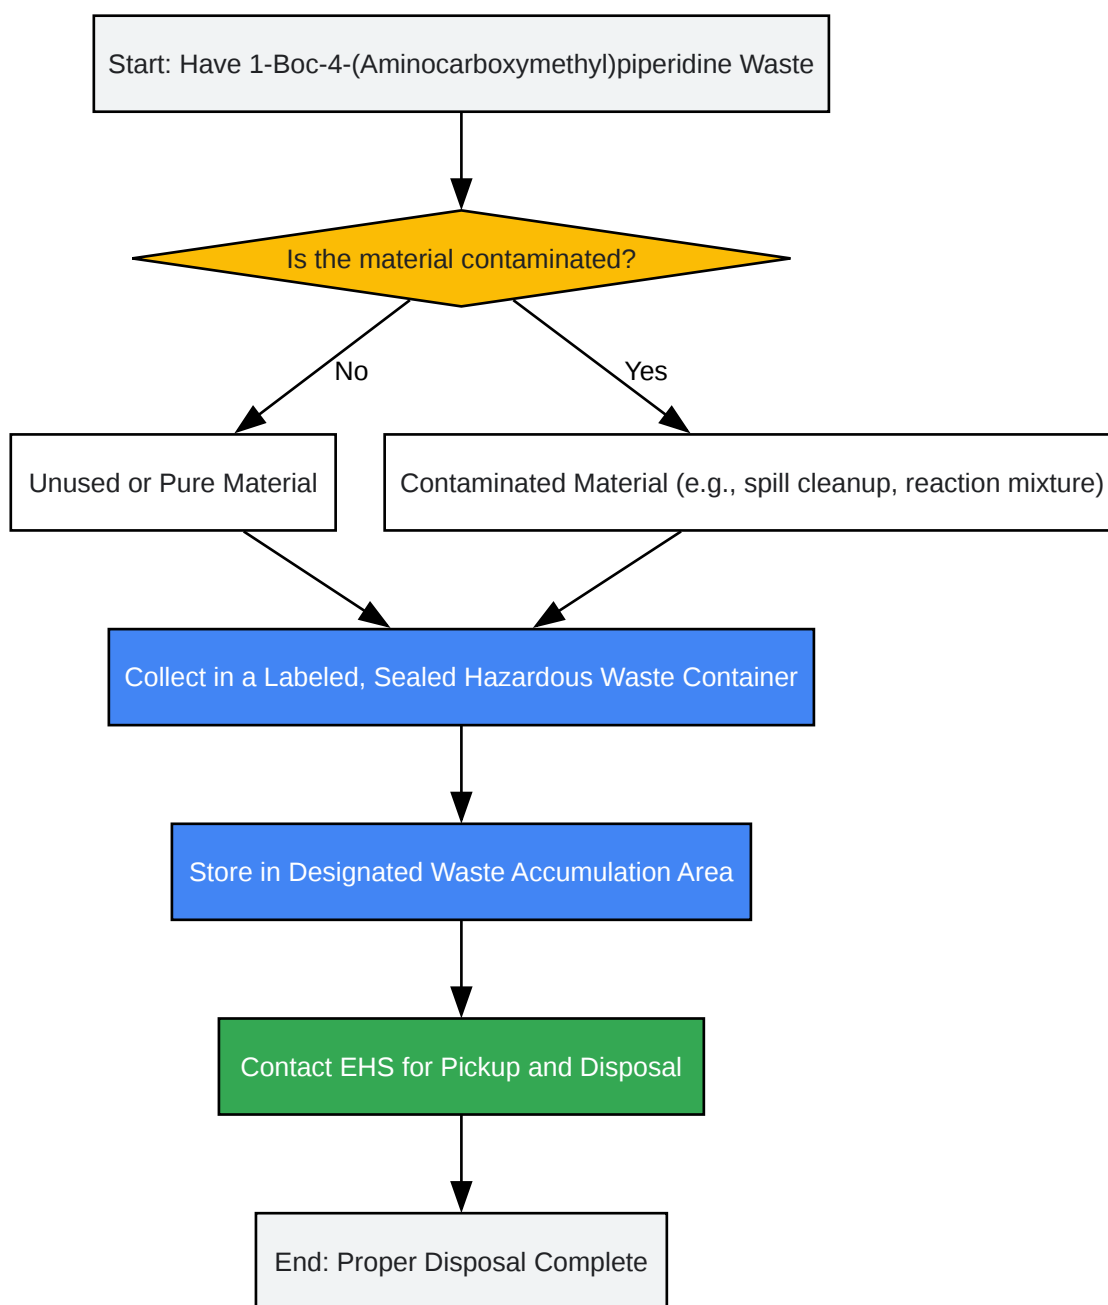 Start: Have 1-Boc-4-(Aminocarboxymethyl)piperidine Waste
Is the material contaminated?
No
Yes
Unused or Pure Material
Contaminated Material (e.g., spill cleanup, reaction mixture)
Collect in a Labeled, Sealed Hazardous Waste Container
Store in Designated Waste Accumulation Area
Contact EHS for Pickup and Disposal
End: Proper Disposal Complete